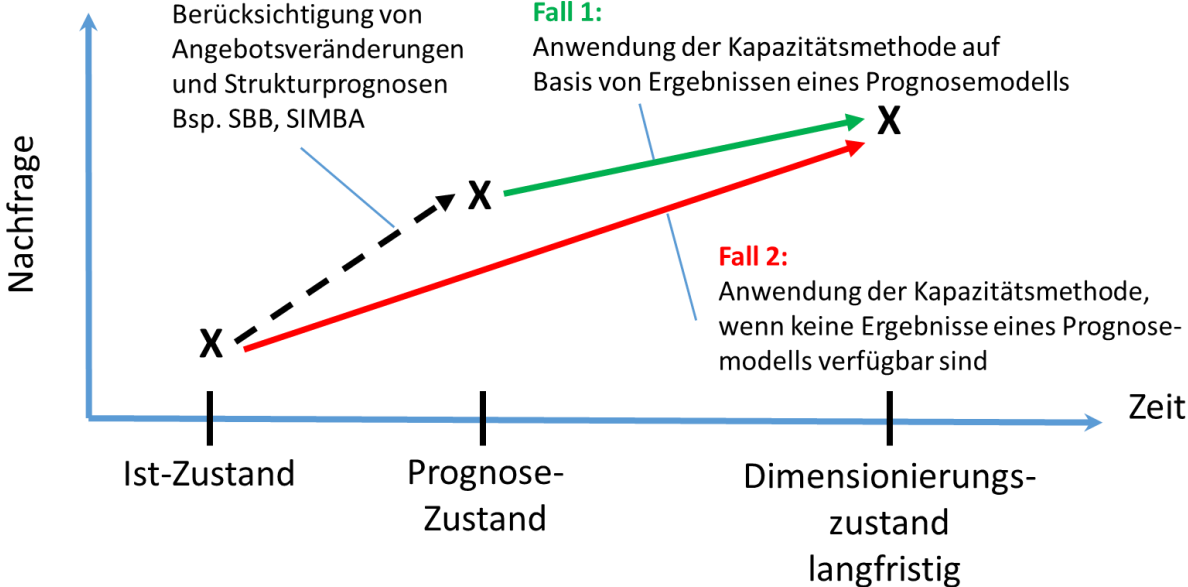 Berücksichtigung von
Angebotsveränderungen
und Strukturprognosen
Bsp. SBB, SIMBA
Fall 1:
Anwendung der Kapazitätsmethode auf
Basis von Ergebnissen eines Prognosemodells
X
X
X
Fall 2:
Anwendung der Kapazitätsmethode,
wenn keine Ergebnisse eines Prognose-
modells verfügbar sind
Nachfrage
Zeit
Ist-Zustand
Prognose-
Zustand
Dimensionierungs-
zustand
langfristig